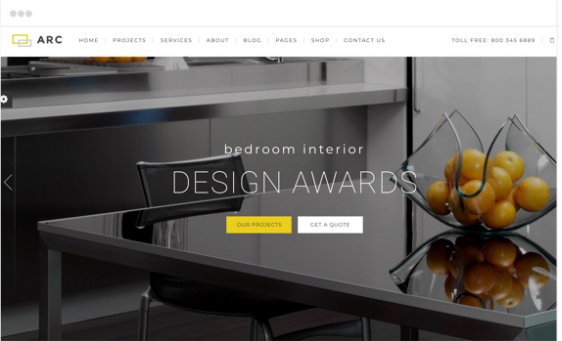 ARC HOME PROJECTS SERVICES ABOUT BLOG PAGES SHOP CONTACT US TOLL FREE: 800 345 6889
bedroom interior
DESIGN AWARDS
OUR PROJECTS GET A QUOTE